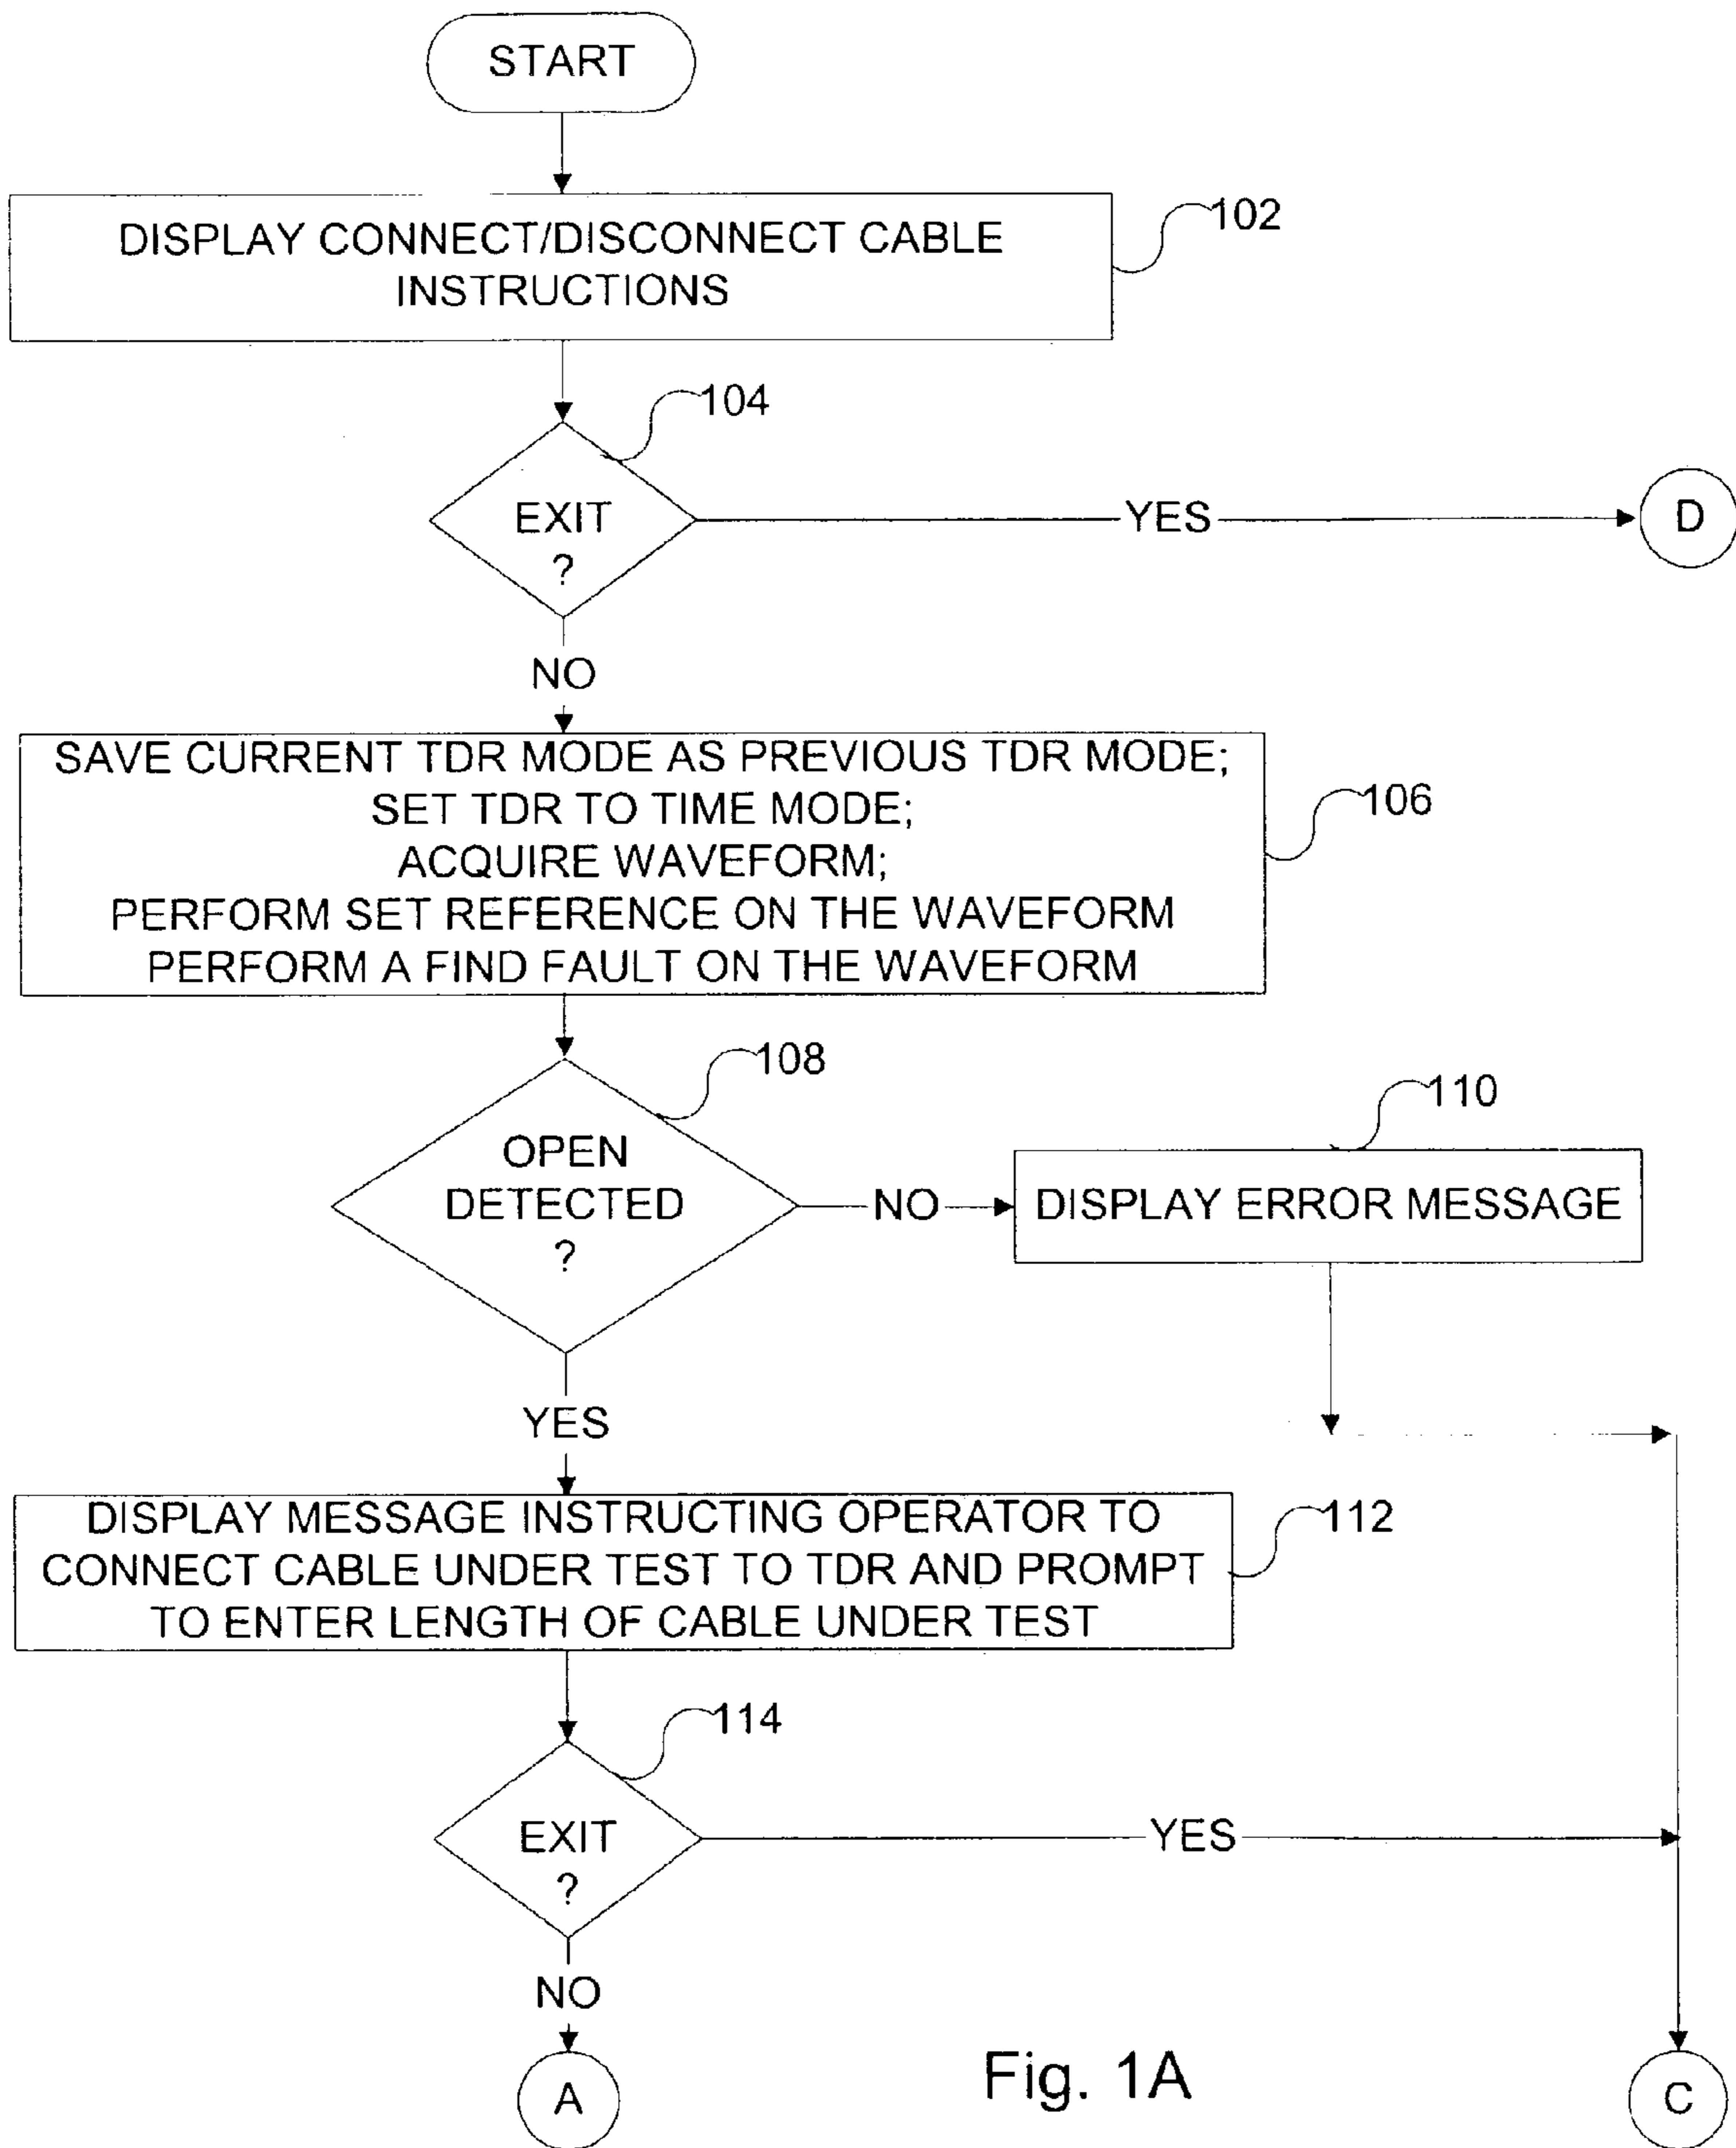 START
DISPLAY CONNECT/DISCONNECT CABLE
INSTRUCTIONS
102
104
EXIT
?
YES
D
NO
SAVE CURRENT TDR MODE AS PREVIOUS TDR MODE;
SET TDR TO TIME MODE;
ACQUIRE WAVEFORM;
PERFORM SET REFERENCE ON THE WAVEFORM
PERFORM A FIND FAULT ON THE WAVEFORM
106
108
OPEN
DETECTED
?
NO
110
DISPLAY ERROR MESSAGE
YES
DISPLAY MESSAGE INSTRUCTING OPERATOR TO
CONNECT CABLE UNDER TEST TO TDR AND PROMPT
TO ENTER LENGTH OF CABLE UNDER TEST
112
114
EXIT
?
YES
NO
A
Fig. 1A
C